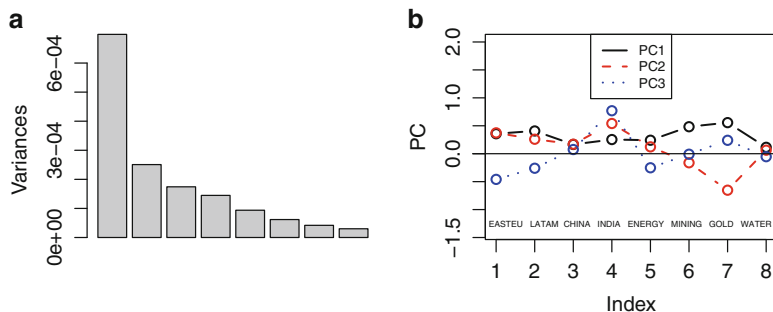 a
Variances
0e+00
3e-04
6e-04
b
PC
2.0
1.0
0.0
−1.5
PC1
PC2
PC3
EASTEU LATAM CHINA INDIA ENERGY MINING GOLD WATER
1 2 3 4 5 6 7 8
Index